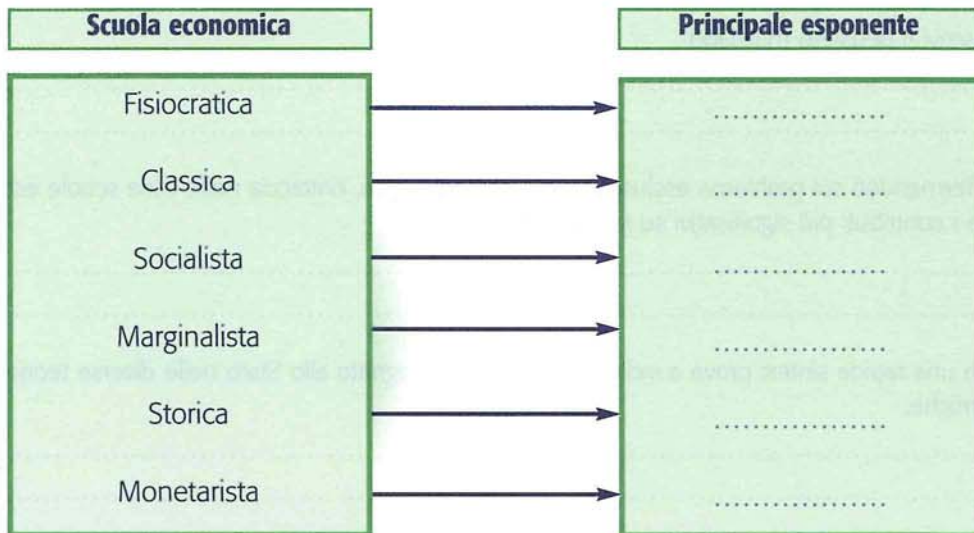 Scuola economica
Principale esponente
Fisiocratica ....................
Classica ....................
Socialista ....................
Marginalista ....................
Storica ....................
Monetarista ....................